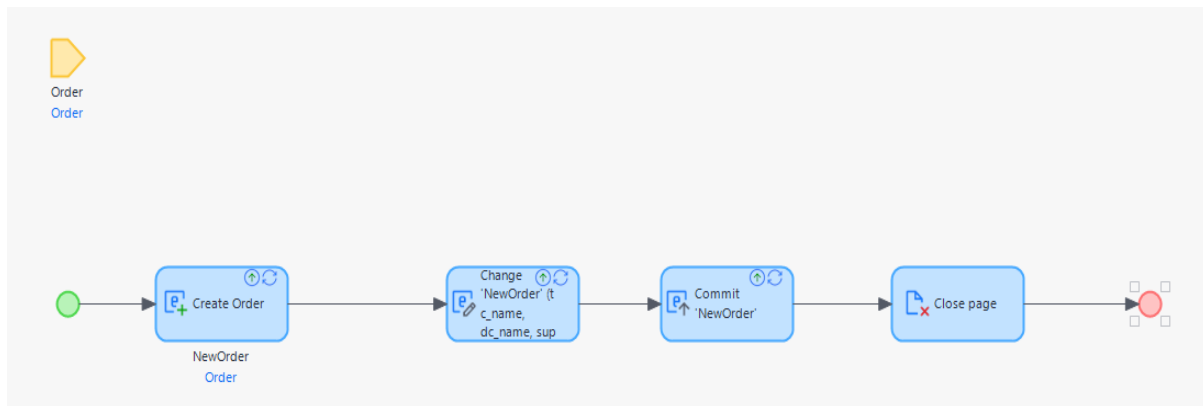 Order
Order
Create Order
NewOrder
Order
Change
'NewOrder' (t
c_name,
dc_name, sup
Commit
'NewOrder'
Close page